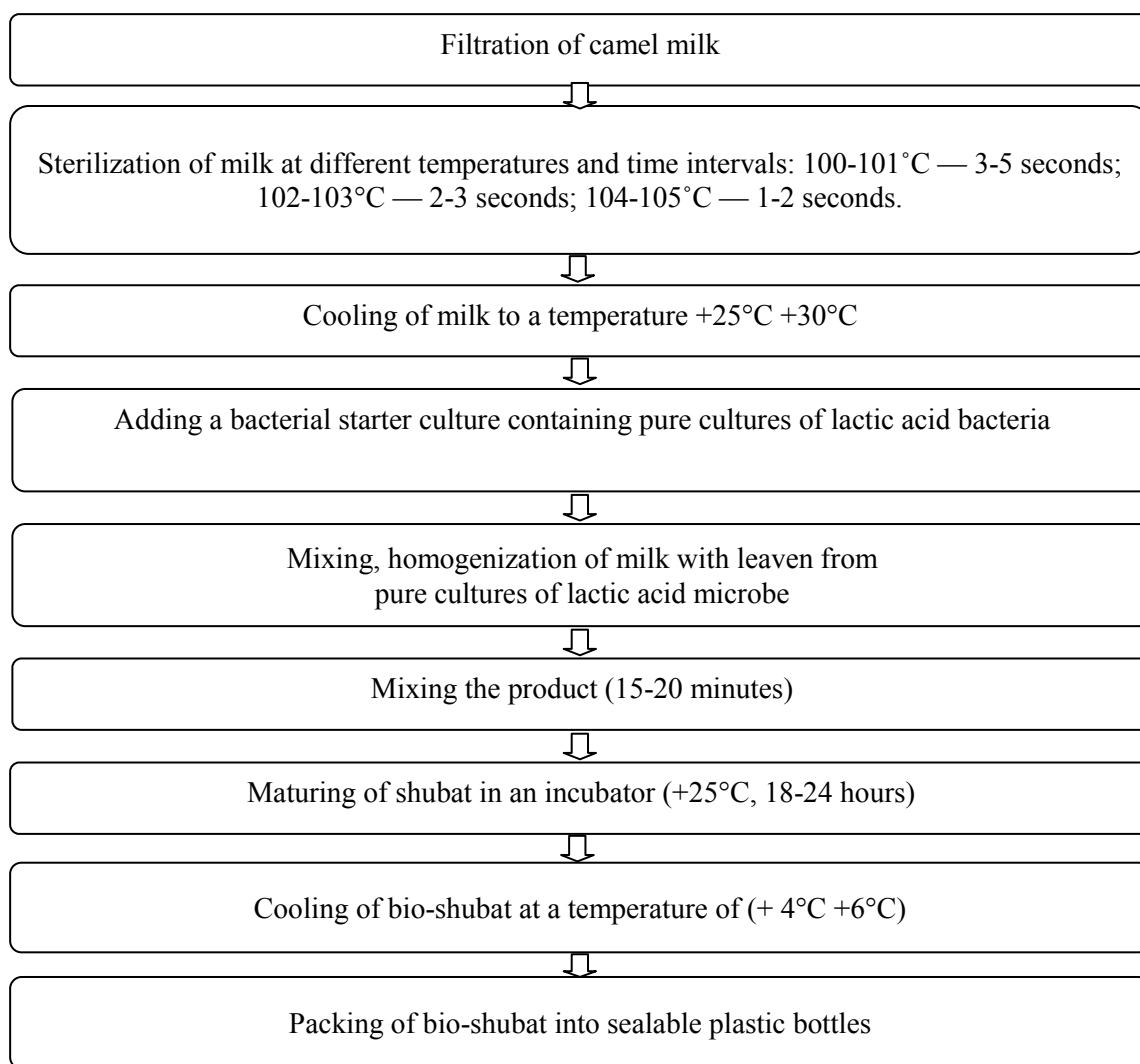 Filtration of camel milk
Sterilization of milk at different temperatures and time intervals: 100-101˚C — 3-5 seconds;
102-103°C — 2-3 seconds; 104-105˚C — 1-2 seconds.
Cooling of milk to a temperature +25°C +30°C
Adding a bacterial starter culture containing pure cultures of lactic acid bacteria
Mixing, homogenization of milk with leaven from
pure cultures of lactic acid microbe
Mixing the product (15-20 minutes)
Maturing of shubat in an incubator (+25°C, 18-24 hours)
Cooling of bio-shubat at a temperature of (+ 4°C +6°C)
Packing of bio-shubat into sealable plastic bottles